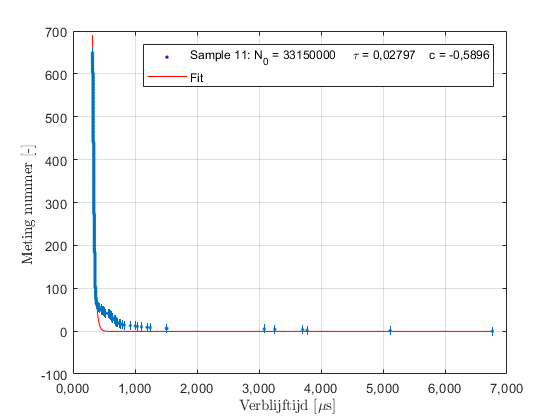 700
600
500
400
300
200
100
0
-100
Meting nummer [-]
Sample 11: N₀ = 33150000 τ = 0,02797 c = -0,5896
Fit
0,000 1,000 2,000 3,000 4,000 5,000 6,000 7,000
Verblijftijd [μs]